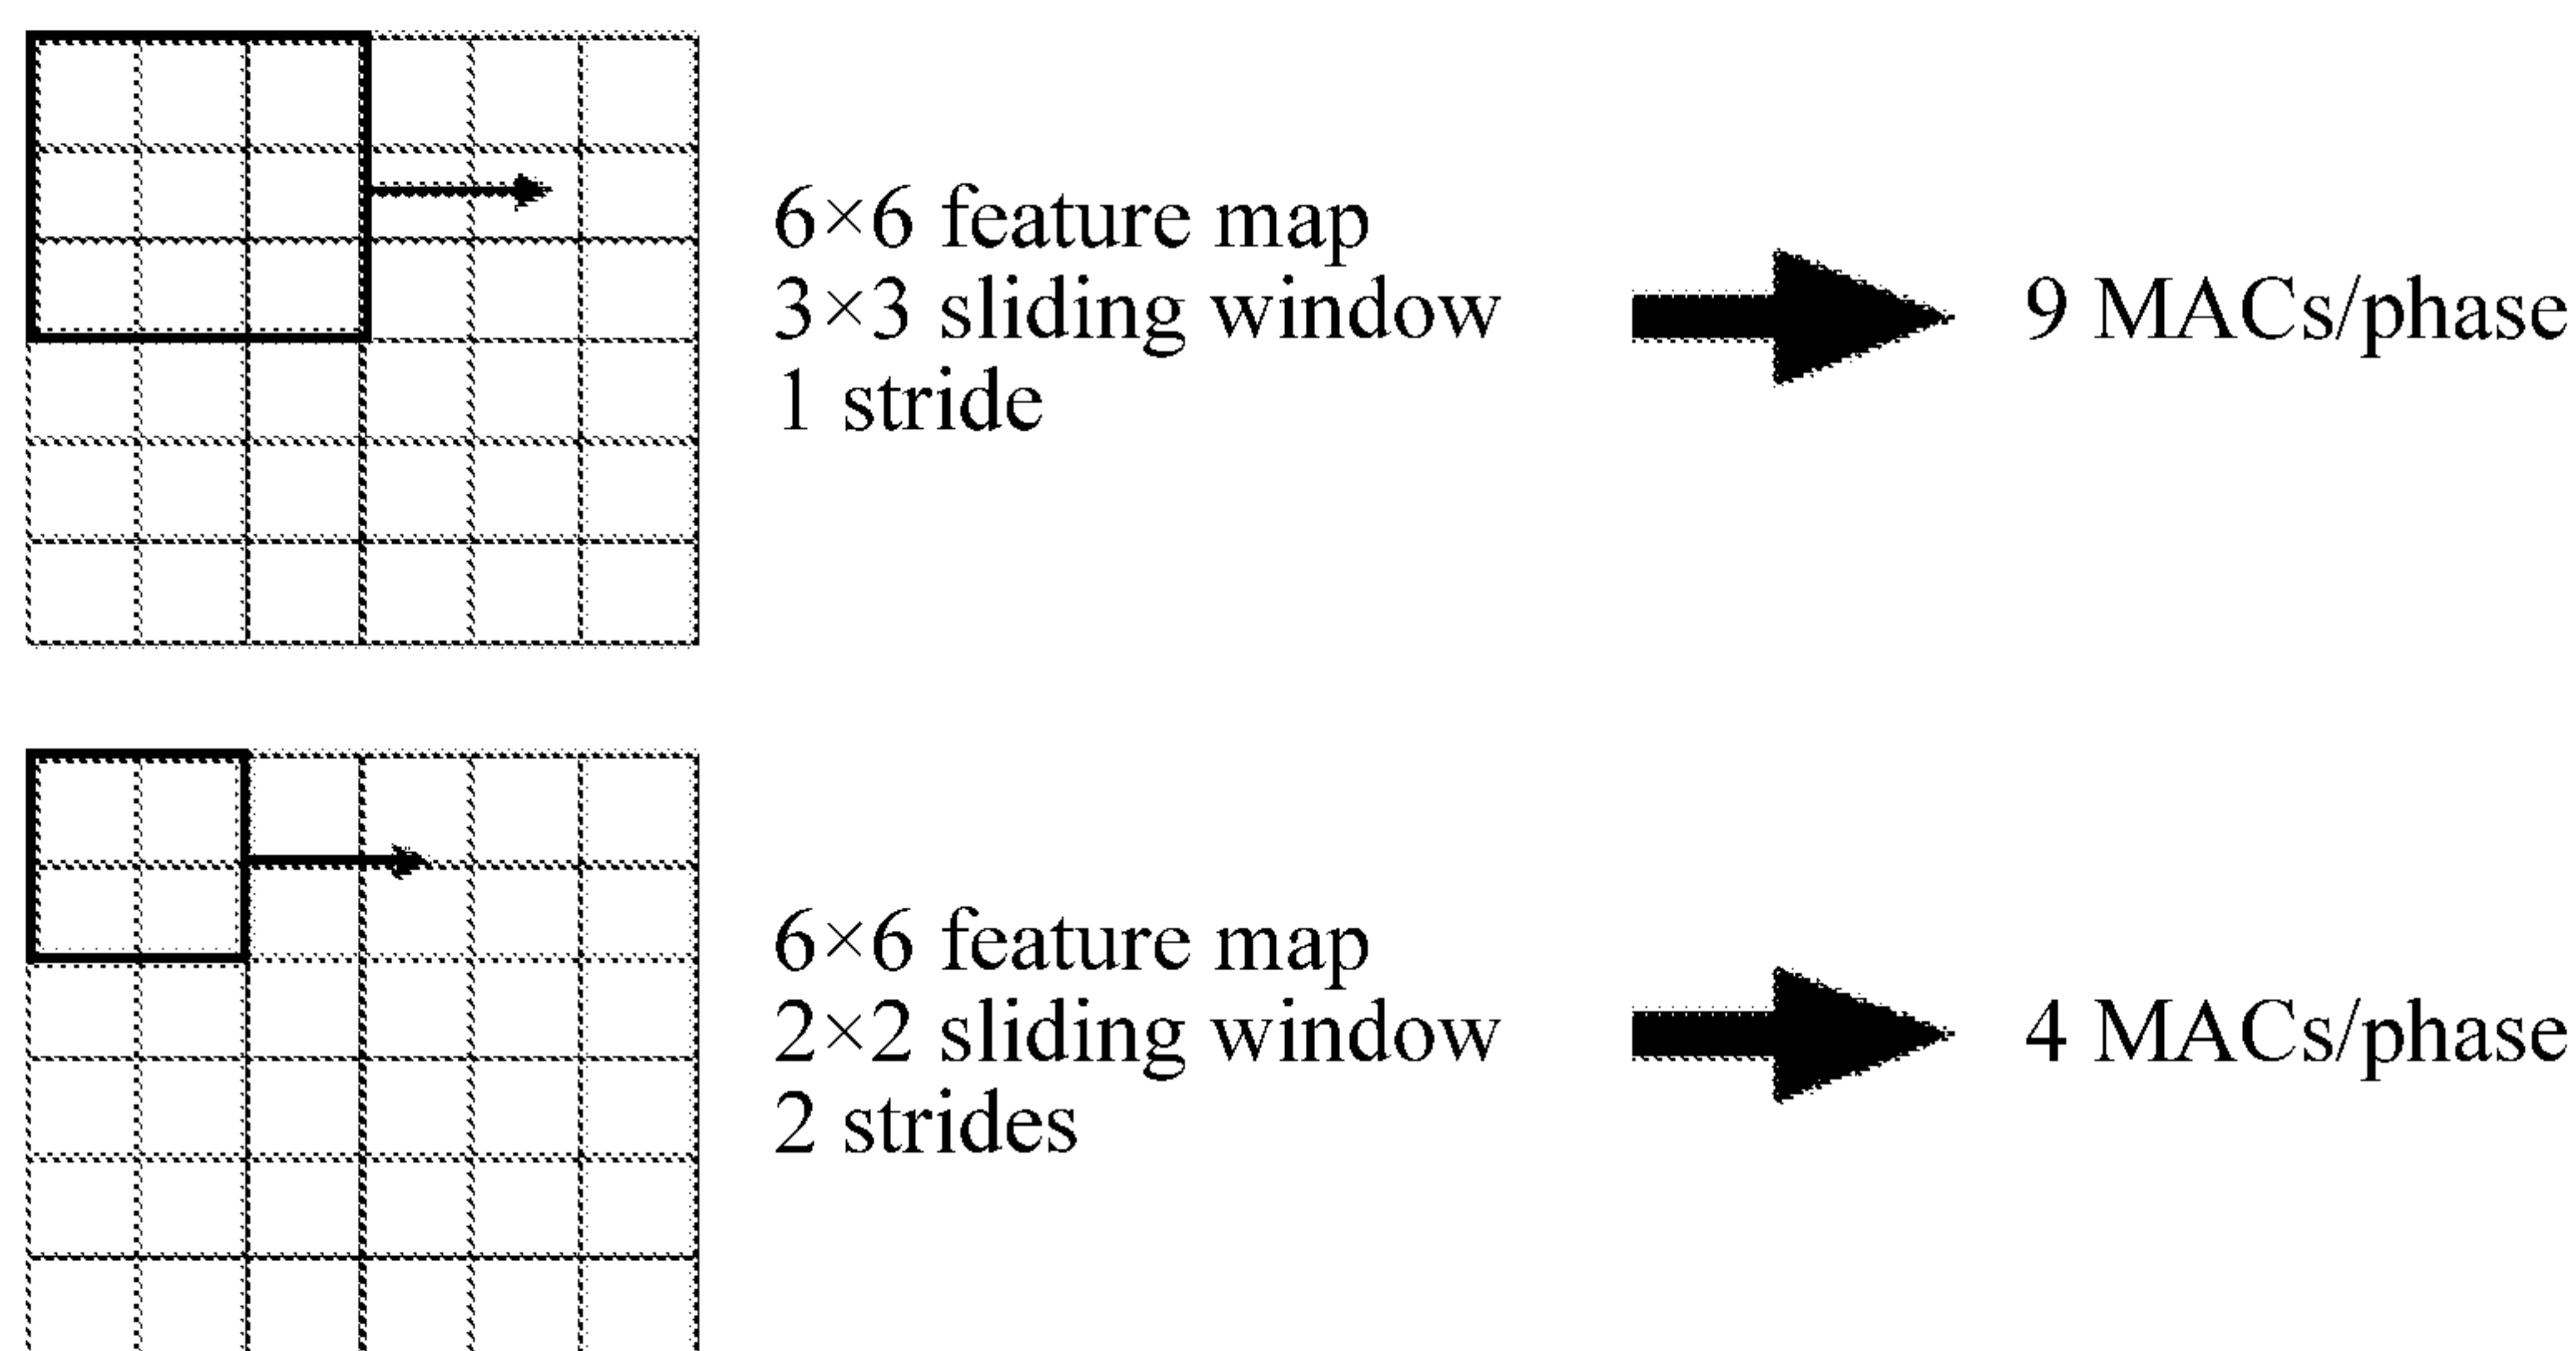 6×6 feature map
3×3 sliding window
1 stride
9 MACs/phase
6×6 feature map
2×2 sliding window
2 strides
4 MACs/phase